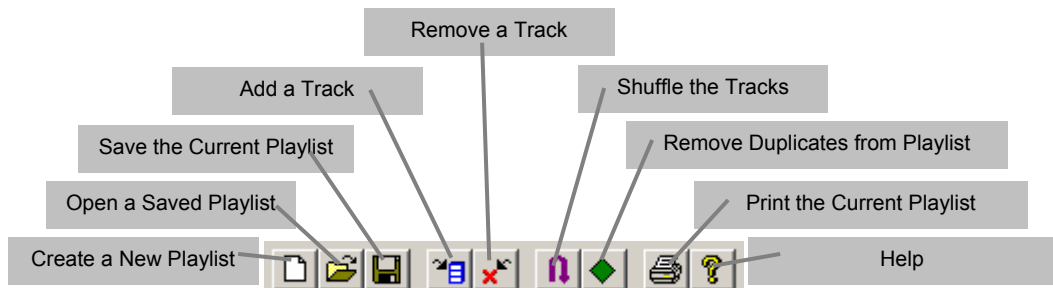 Remove a Track
Add a Track
Shuffle the Tracks
Save the Current Playlist
Remove Duplicates from Playlist
Open a Saved Playlist
Print the Current Playlist
Create a New Playlist
Help